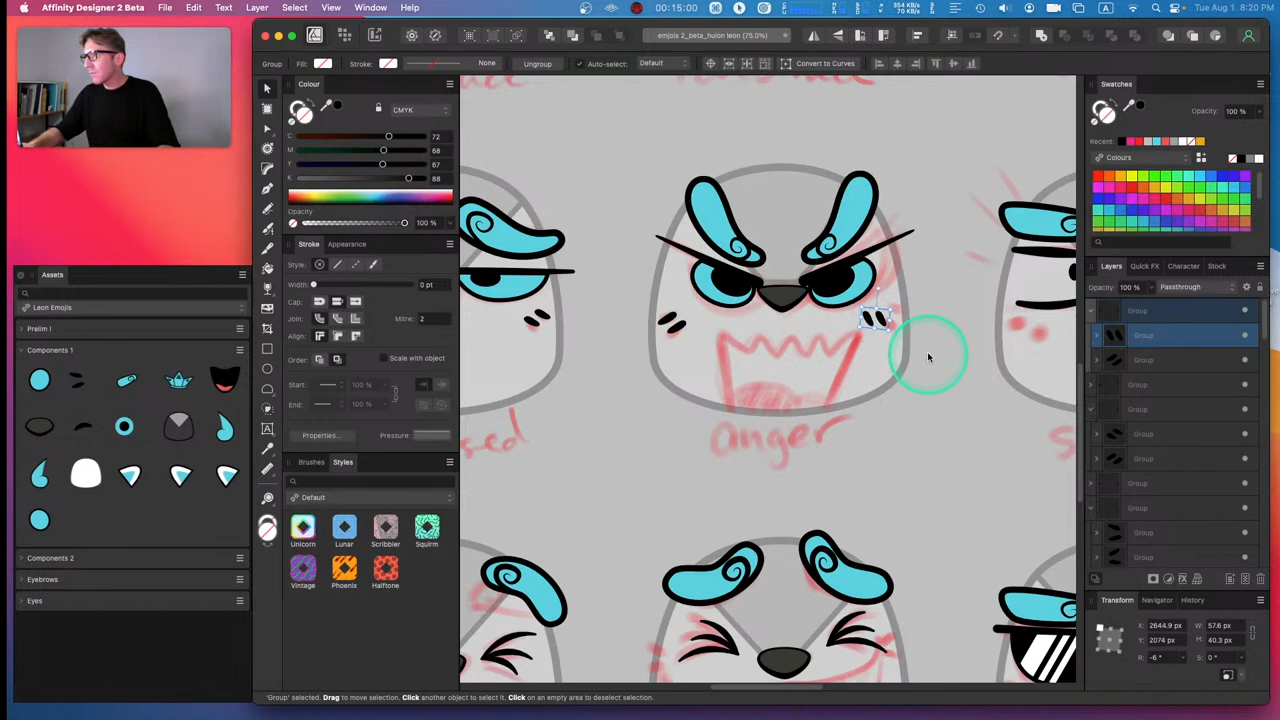 Affinity Designer 2 Beta File Edit Text Layer Select View Window Help 00:15:00 354 KB/s 70 KB/s Tue Aug 1 8:20 PM
emjois 2_beta_huion leon (75.0%)
Group Fill: Stroke: None Ungroup Auto-select: Default Convert to Curves
Colour
CMYK
C 72
M 68
Y 67
K 88
Opacity
100 %
Stroke Appearance
Style:
Width: 0 pt
Cap:
Join: Mitre: 2
Align:
Order: Scale with object
Start: 100 %
End: 100 %
Properties... Pressure:
Brushes Styles
Default
Unicorn Lunar Scribbler Squirm
Vintage Phoenix Halftone
Assets
Leon Emojis
Prelim I
Components 1
Components 2
Eyebrows
Eyes
anger
Swatches
Opacity: 100 %
Recent:
Colours
Layers Quick FX Character Stock
Opacity: 100 % Passthrough
Group
Group
Group
Group
Group
Group
Group
Group
Group
Group
Group
Transform Navigator History
X: 2644.9 px W: 57.6 px
Y: 2074 px H: 40.3 px
R: -6 ° S: 0 °
'Group' selected. Drag to move selection. Click another object to select it. Click on an empty area to deselect selection.